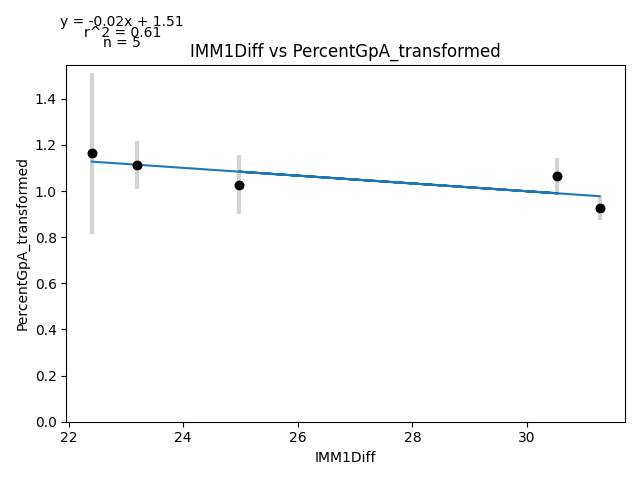 y = -0.02x + 1.51
r^2 = 0.61
n = 5
IMM1Diff vs PercentGpA_transformed
PercentGpA_transformed
1.4
1.2
1.0
0.8
0.6
0.4
0.2
0.0
22
24
26
28
30
IMM1Diff